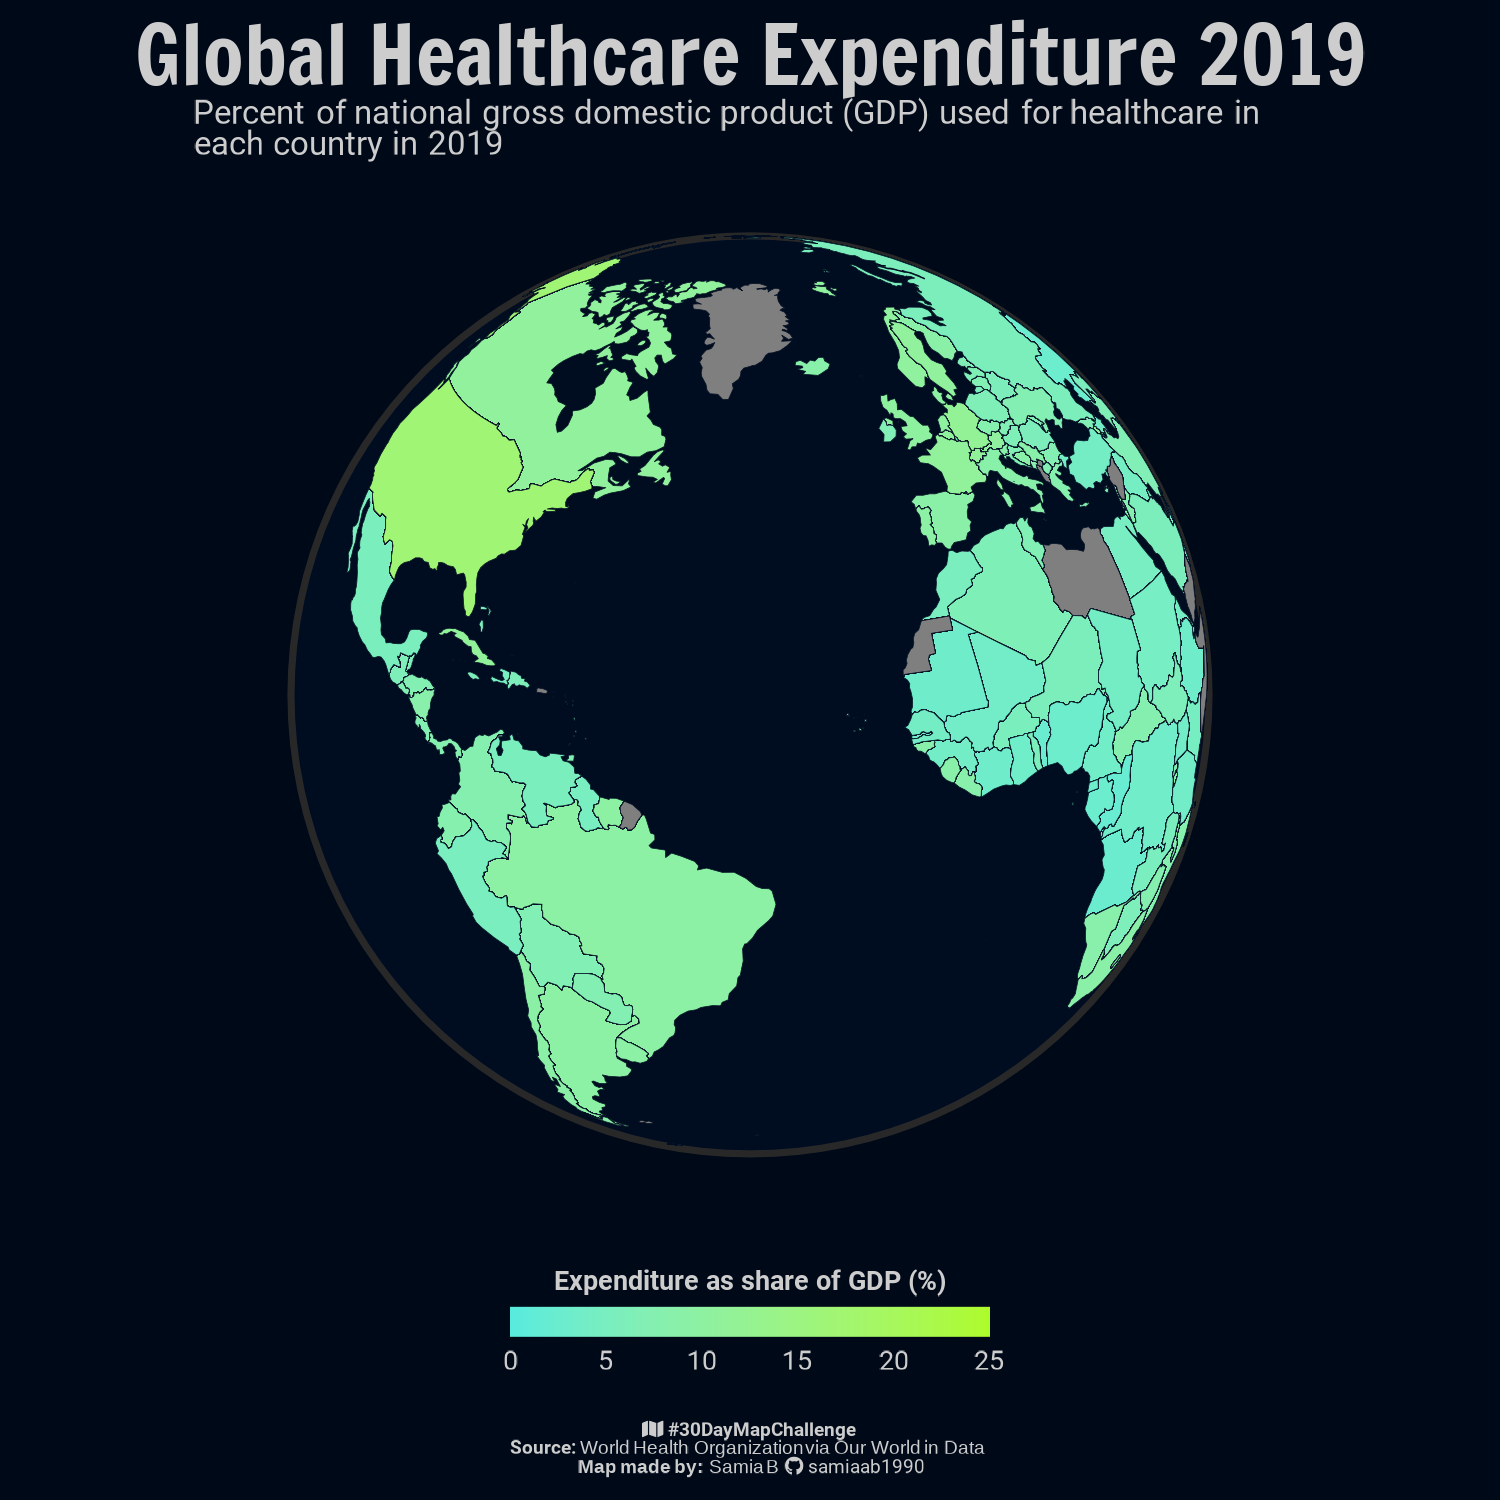 Global Healthcare Expenditure 2019
Percent of national gross domestic product (GDP) used for healthcare in
each country in 2019
Expenditure as share of GDP (%)
0 5 10 15 20 25
#30DayMapChallenge
Source: World Health Organization via Our World in Data
Map made by: Samia B samiaab1990